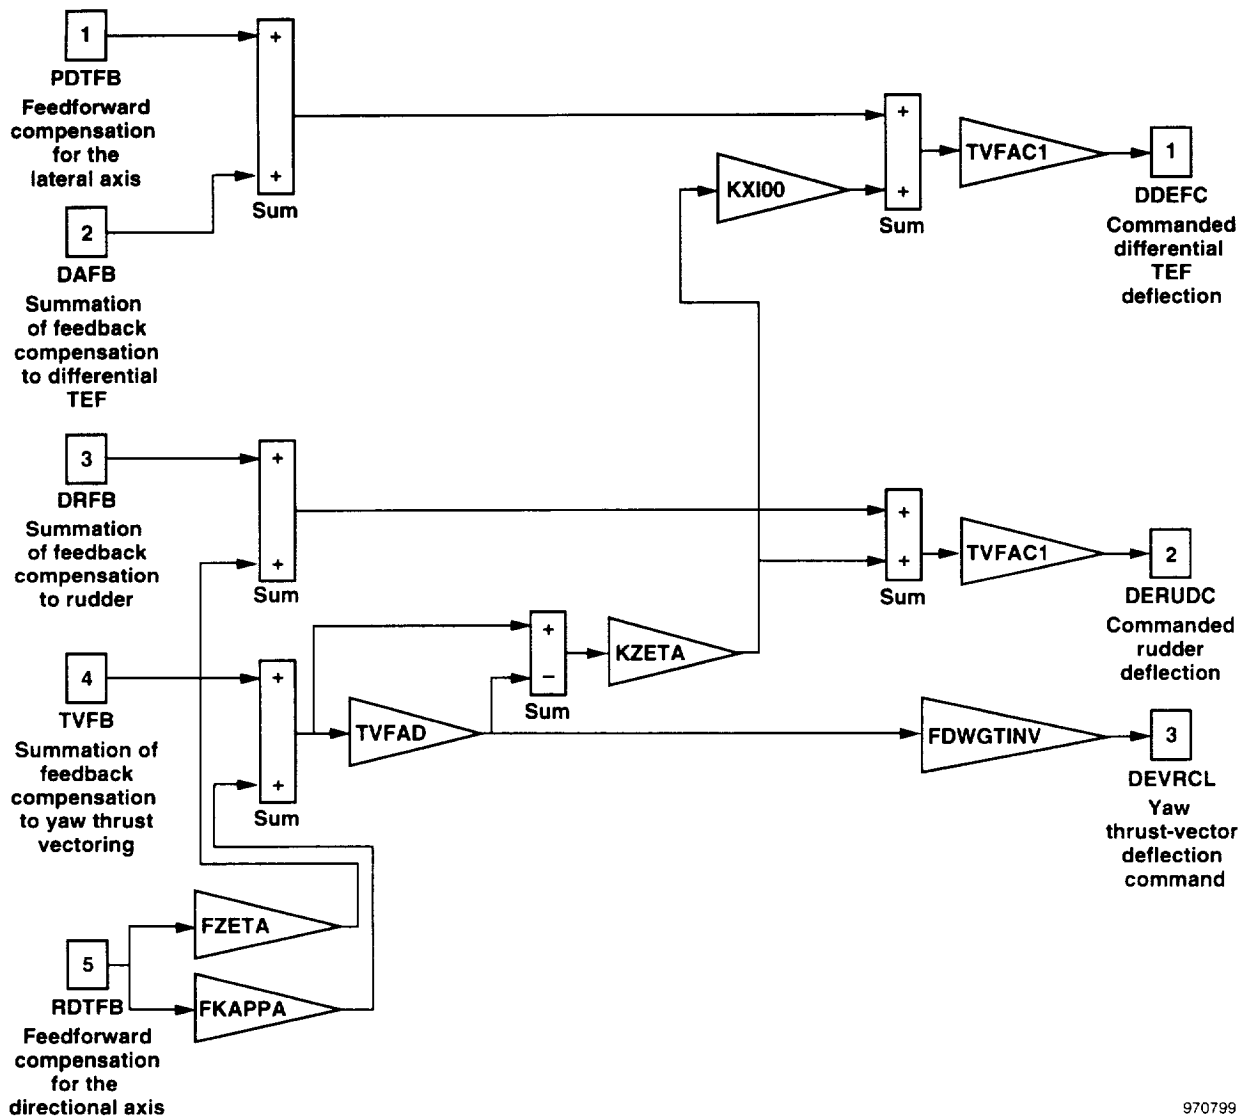 1
PDTFB
Feedforward
compensation
for the
lateral axis
+
+
Sum
2
DAFB
Summation
of feedback
compensation
to differential
TEF
KXI00
+
+
Sum
TVFAC1
1
DDEFC
Commanded
differential
TEF
deflection
3
DRFB
Summation
of feedback
compensation
to rudder
+
+
Sum
+
+
Sum
TVFAC1
2
DERUDC
Commanded
rudder
deflection
4
TVFB
Summation of
feedback
compensation
to yaw thrust
vectoring
+
+
Sum
TVFAD
+
−
Sum
KZETA
FDWGTINV
3
DEVRCL
Yaw
thrust-vector
deflection
command
5
RDTFB
Feedforward
compensation
for the
directional axis
FZETA
FKAPPA
970799